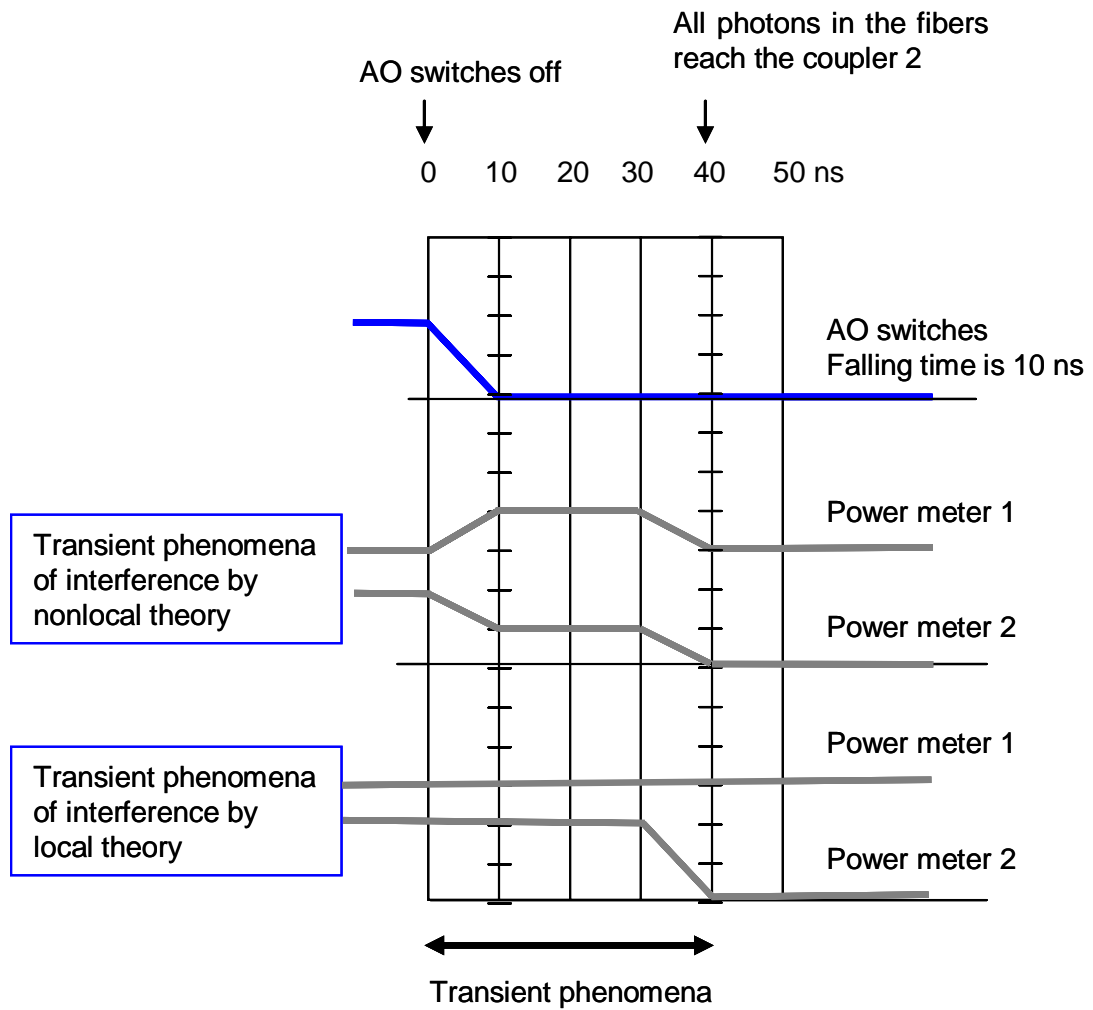 All photons in the fibers
reach the coupler 2
AO switches off
0 10 20 30 40 50 ns
AO switches
Falling time is 10 ns
Power meter 1
Transient phenomena
of interference by
nonlocal theory
Power meter 2
Power meter 1
Transient phenomena
of interference by
local theory
Power meter 2
Transient phenomena